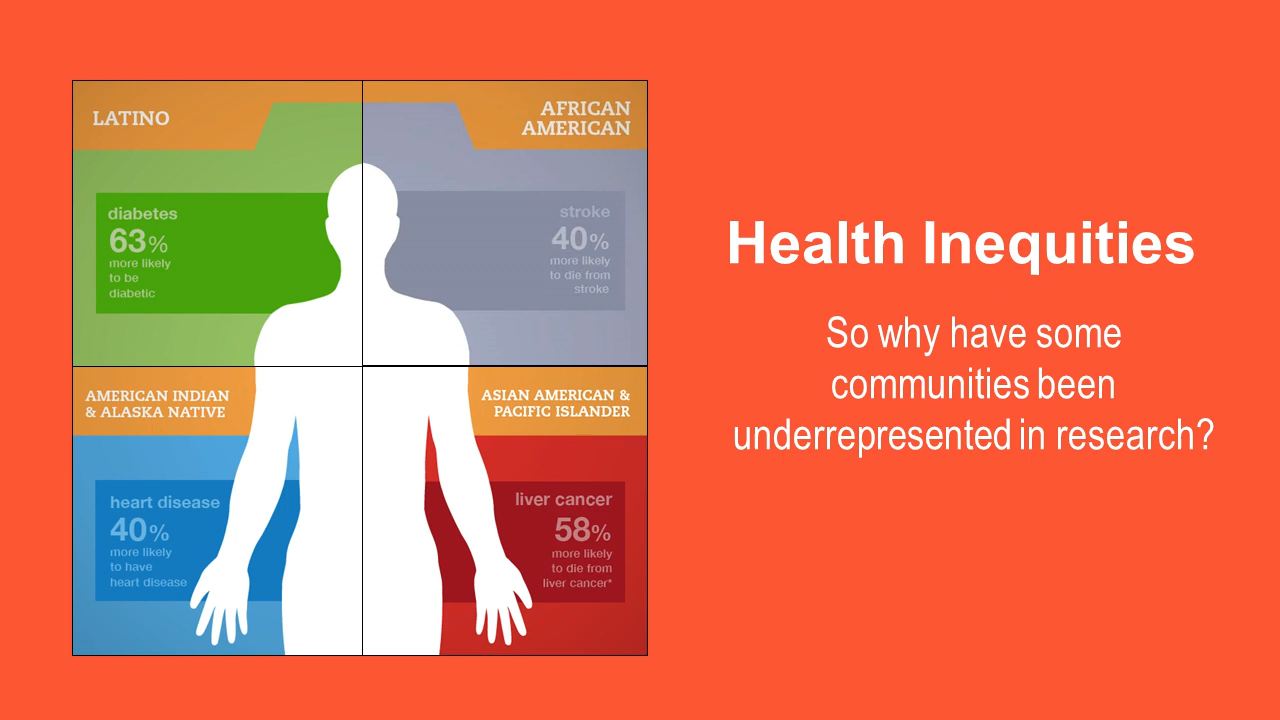 LATINO
diabetes
63%
more likely
to be
diabetic
AFRICAN
AMERICAN
stroke
40%
more likely
to die from
stroke
AMERICAN INDIAN
& ALASKA NATIVE
heart disease
40%
more likely
to have
heart disease
ASIAN AMERICAN &
PACIFIC ISLANDER
liver cancer
58%
more likely
to die from
liver cancer*
Health Inequities
So why have some
communities been
underrepresented in research?